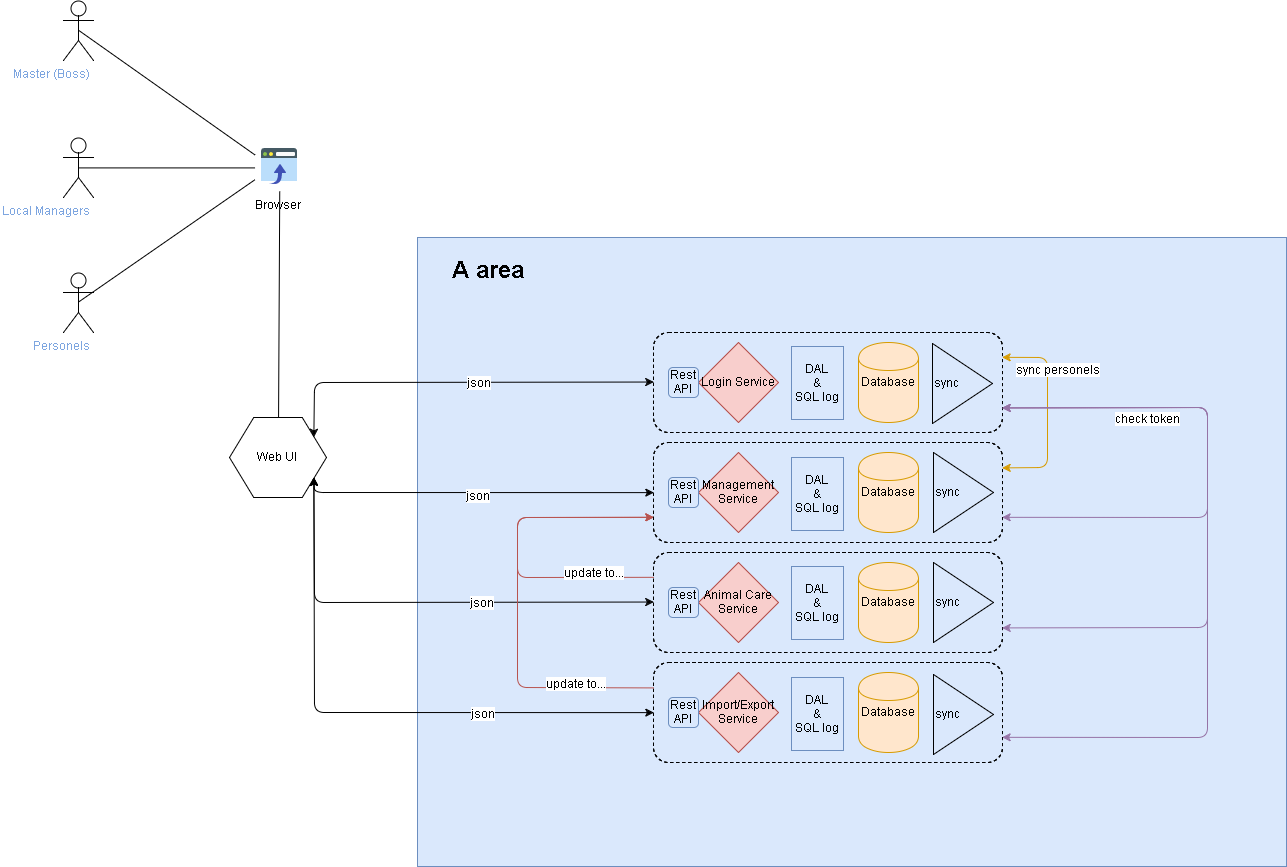 Master (Boss)
Local Managers
Browser
Personels
A area
Web UI
json
Rest
API
Login Service
DAL
&
SQL log
Database
sync
sync personels
check token
json
Rest
API
Management
Service
DAL
&
SQL log
Database
sync
update to...
json
Rest
API
Animal Care
Service
DAL
&
SQL log
Database
sync
update to...
json
Rest
API
Import/Export
Service
DAL
&
SQL log
Database
sync